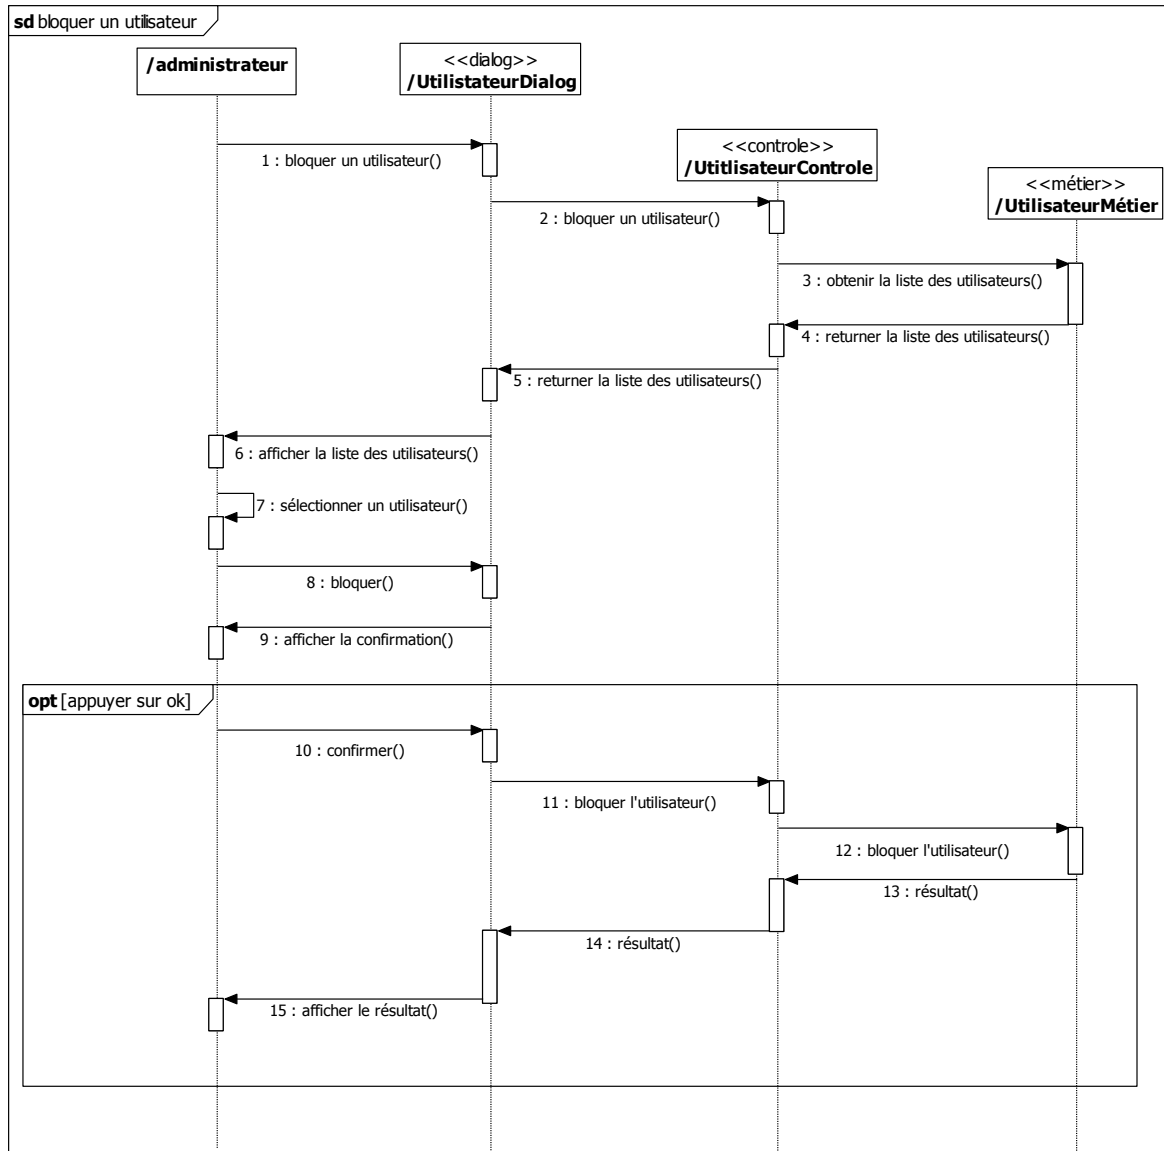 sd bloquer un utilisateur
/administrateur
<<dialog>>
/UtilistateurDialog
<<controle>>
/UtitlisateurControle
<<métier>>
/UtilisateurMétier
1 : bloquer un utilisateur()
2 : bloquer un utilisateur()
3 : obtenir la liste des utilisateurs()
4 : returner la liste des utilisateurs()
5 : returner la liste des utilisateurs()
6 : afficher la liste des utilisateurs()
7 : sélectionner un utilisateur()
8 : bloquer()
9 : afficher la confirmation()
opt [appuyer sur ok]
10 : confirmer()
11 : bloquer l'utilisateur()
12 : bloquer l'utilisateur()
13 : résultat()
14 : résultat()
15 : afficher le résultat()